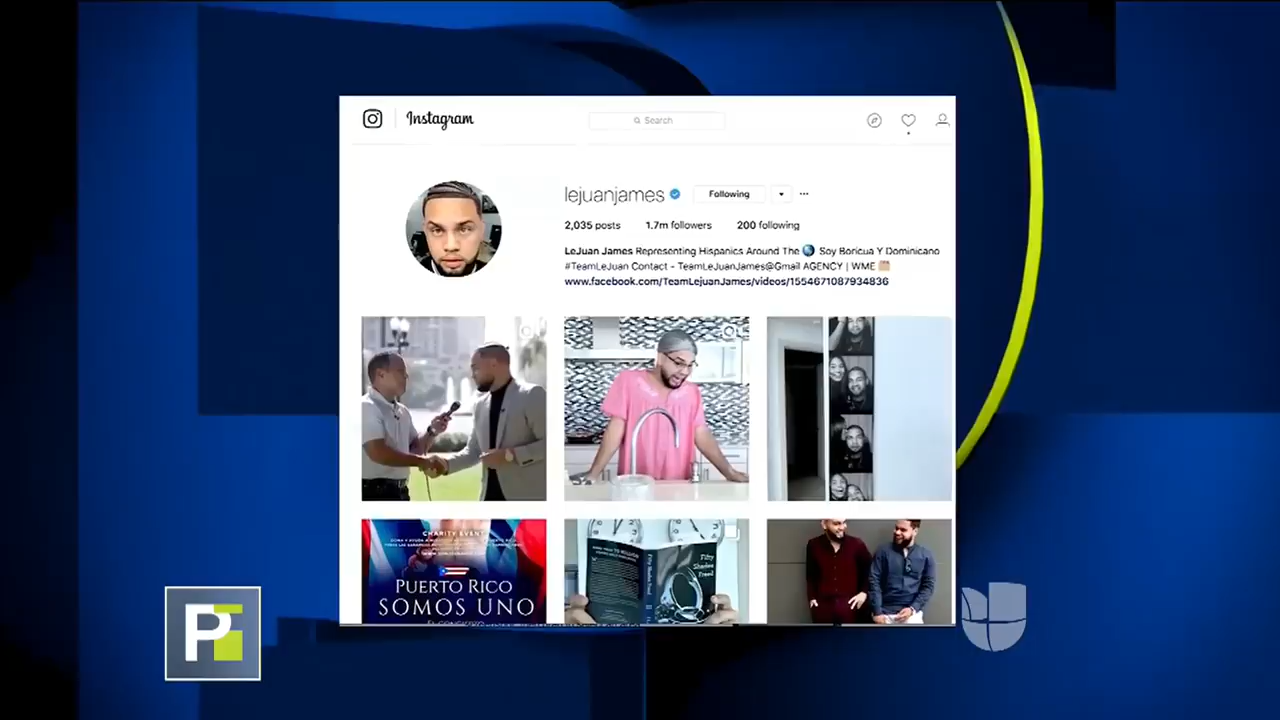 Instagram
Search
lejuanjames
Following
2,035 posts 1.7m followers 200 following
LeJuan James Representing Hispanics Around The 🌎 Soy Boricua Y Dominicano
#TeamLeJuan Contact - TeamLeJuanJames@Gmail AGENCY | WME
www.facebook.com/TeamLejuanJames/videos/1554671087934836
CHARITY EVENT
PUERTO RICO
SOMOS UNO
Fifty
Shades
Freed
PI